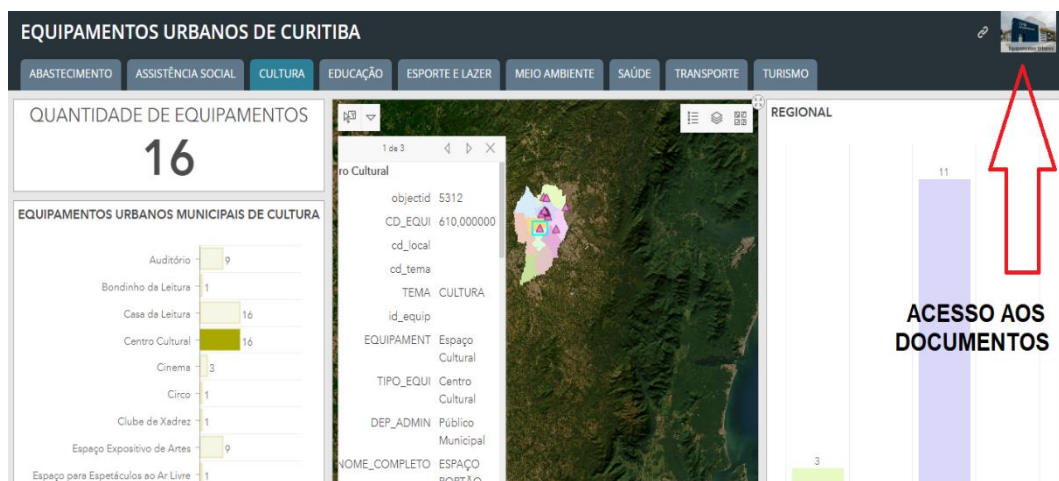 EQUIPAMENTOS URBANOS DE CURITIBA
ABASTECIMENTO
ASSISTÊNCIA SOCIAL
CULTURA
EDUCAÇÃO
ESPORTE E LAZER
MEIO AMBIENTE
SAÚDE
TRANSPORTE
TURISMO
QUANTIDADE DE EQUIPAMENTOS
16
EQUIPAMENTOS URBANOS MUNICIPAIS DE CULTURA
Auditório 9
Bondinho da Leitura 1
Casa da Leitura 16
Centro Cultural 16
Cinema 3
Circo 1
Clube de Xadrez 1
Espaço Expositivo de Artes 9
Espaço para Espetáculos ao Ar Livre 1
1 de 3
ro Cultural
objectid 5312
CD_EQUI 610,000000
cd_local
cd_tema
TEMA CULTURA
id_equip
EQUIPAMENT Espaço
Cultural
TIPO_EQUI Centro
Cultural
DEP_ADMIN Público
Municipal
NOME_COMPLETO ESPAÇO
REGIONAL
11
3
ACESSO AOS
DOCUMENTOS